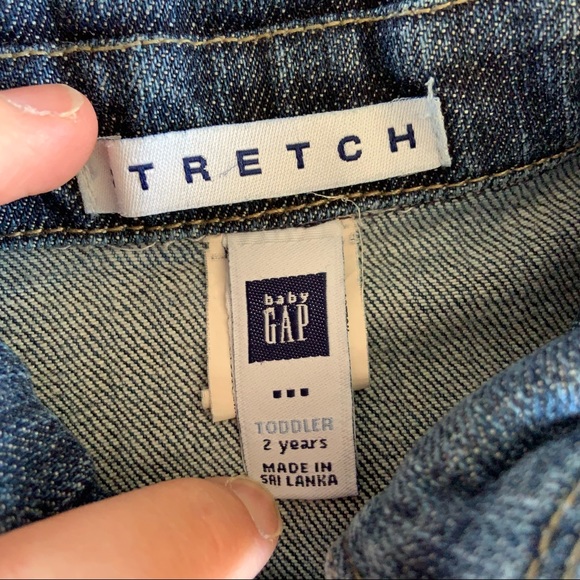 TRETCH
baby
GAP
TODDLER
2 years
MADE IN
SRI LANKA